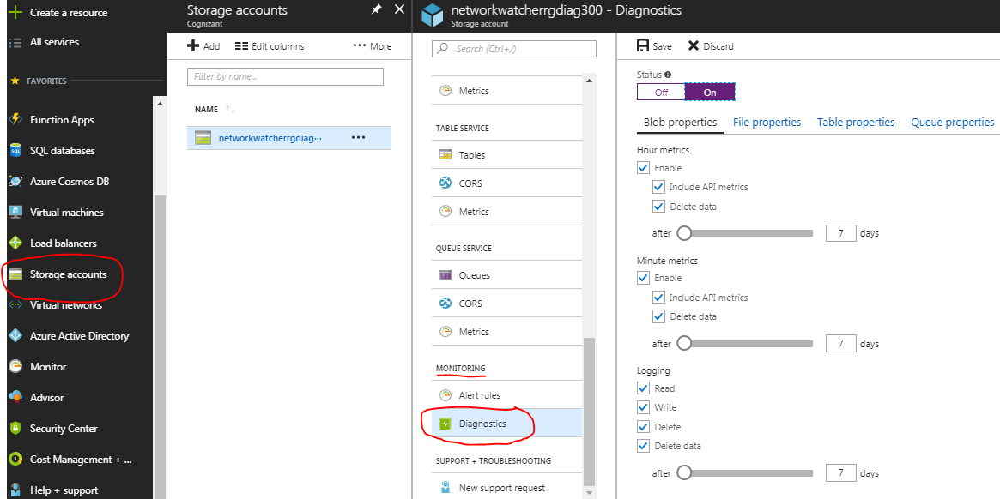 Create a resource
All services
FAVORITES
Function Apps
SQL databases
Azure Cosmos DB
Virtual machines
Load balancers
Storage accounts
Virtual networks
Azure Active Directory
Monitor
Advisor
Security Center
Cost Management + ...
Help + support
Storage accounts
Cognizant
Add
Edit columns
More
Filter by name...
NAME
networkwatcherrgdiag···
networkwatcherrgdiag300 - Diagnostics
Storage account
Search (Ctrl+/)
Metrics
TABLE SERVICE
Tables
CORS
Metrics
QUEUE SERVICE
Queues
CORS
Metrics
MONITORING
Alert rules
Diagnostics
SUPPORT + TROUBLESHOOTING
New support request
Save Discard
Status
Off On
Blob properties File properties Table properties Queue properties
Hour metrics
Enable
Include API metrics
Delete data
after 7 days
Minute metrics
Enable
Include API metrics
Delete data
after 7 days
Logging
Read
Write
Delete
Delete data
after 7 days